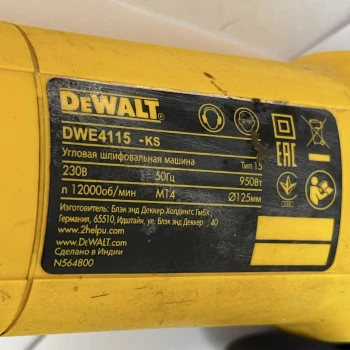 DEWALT
DWE4115 -KS
Угловая шлифовальная машина Тип 15
230В 50Гц 950Вт
n 12000об/мин M14 Ø125мм
Изготовитель: Блэк энд Деккер Холдингс ГмбХ
Германия, 65510, Идштайн, ул. Блэк энд Деккер, 40
www.2helpu.com
www.DeWALT.com
Сделано в Индии
N564800
EAC